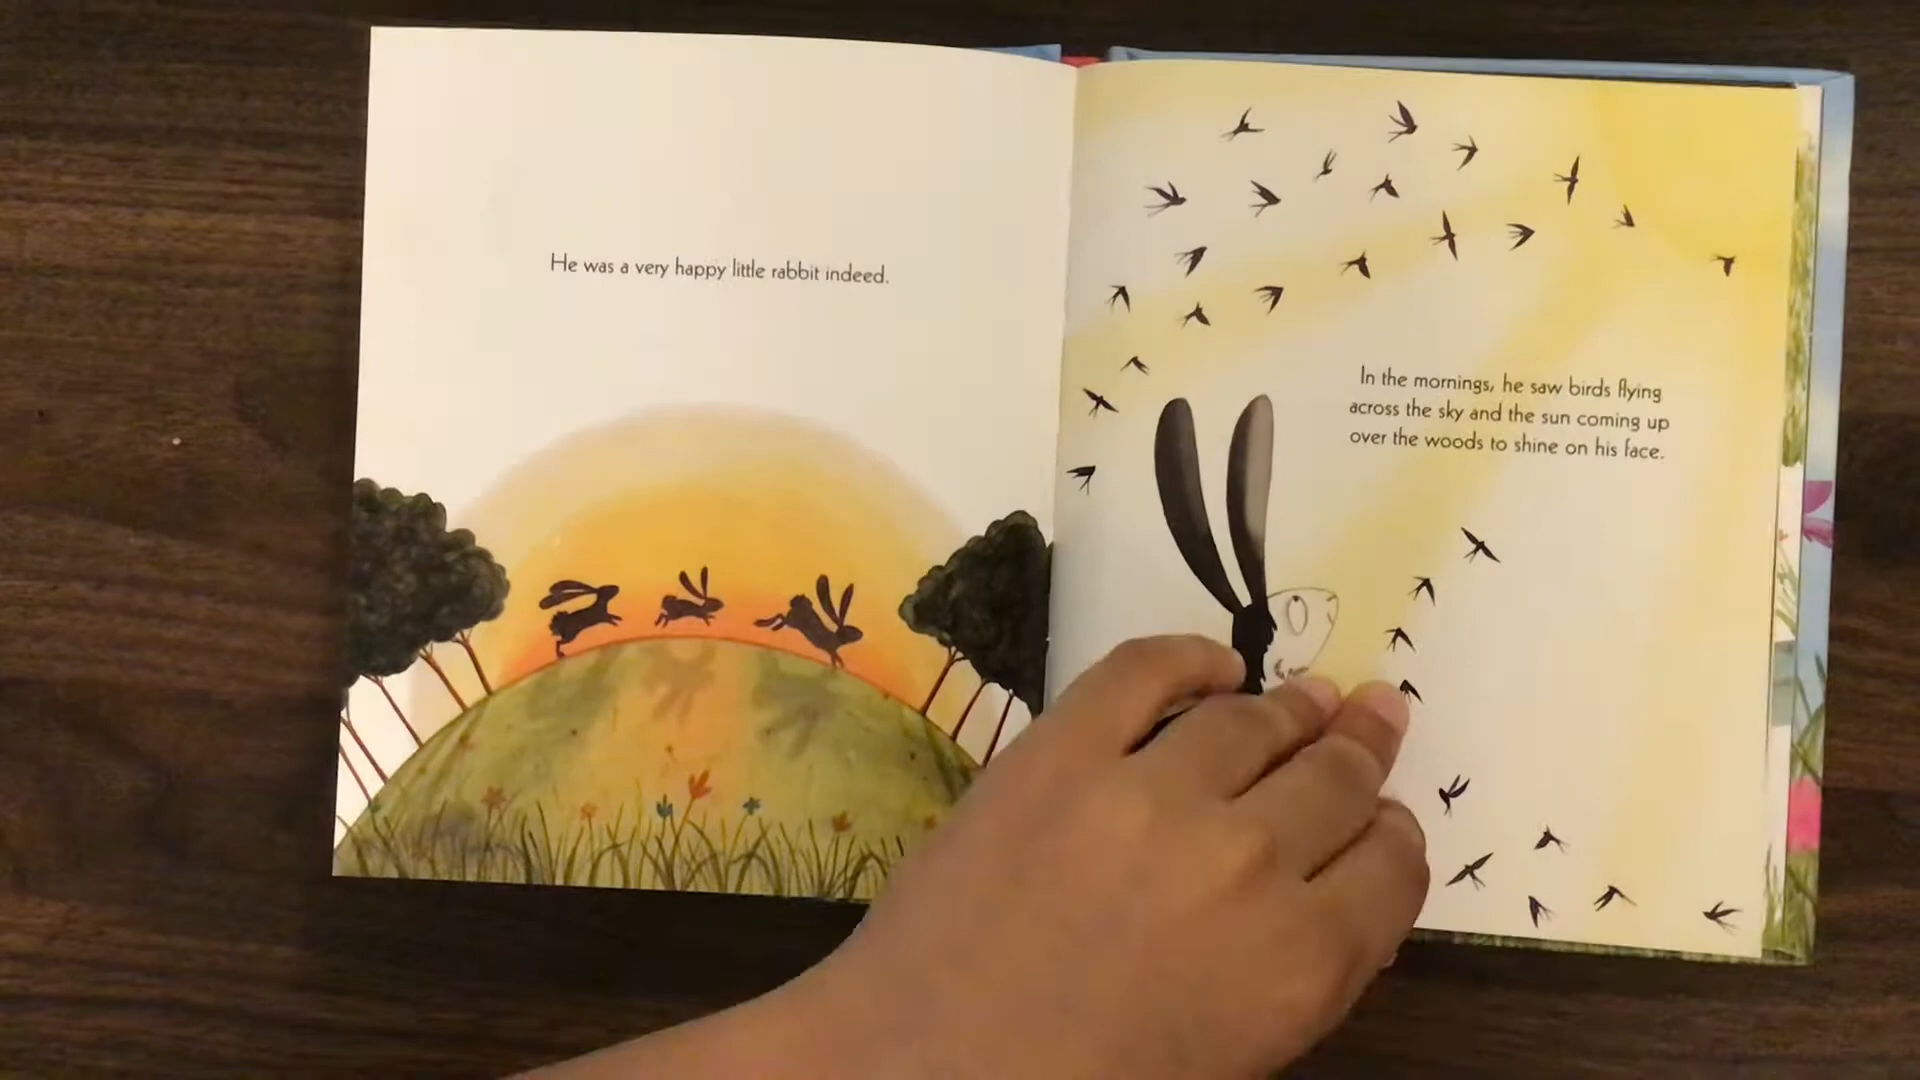 He was a very happy little rabbit indeed.
In the mornings, he saw birds flying
across the sky and the sun coming up
over the woods to shine on his face.